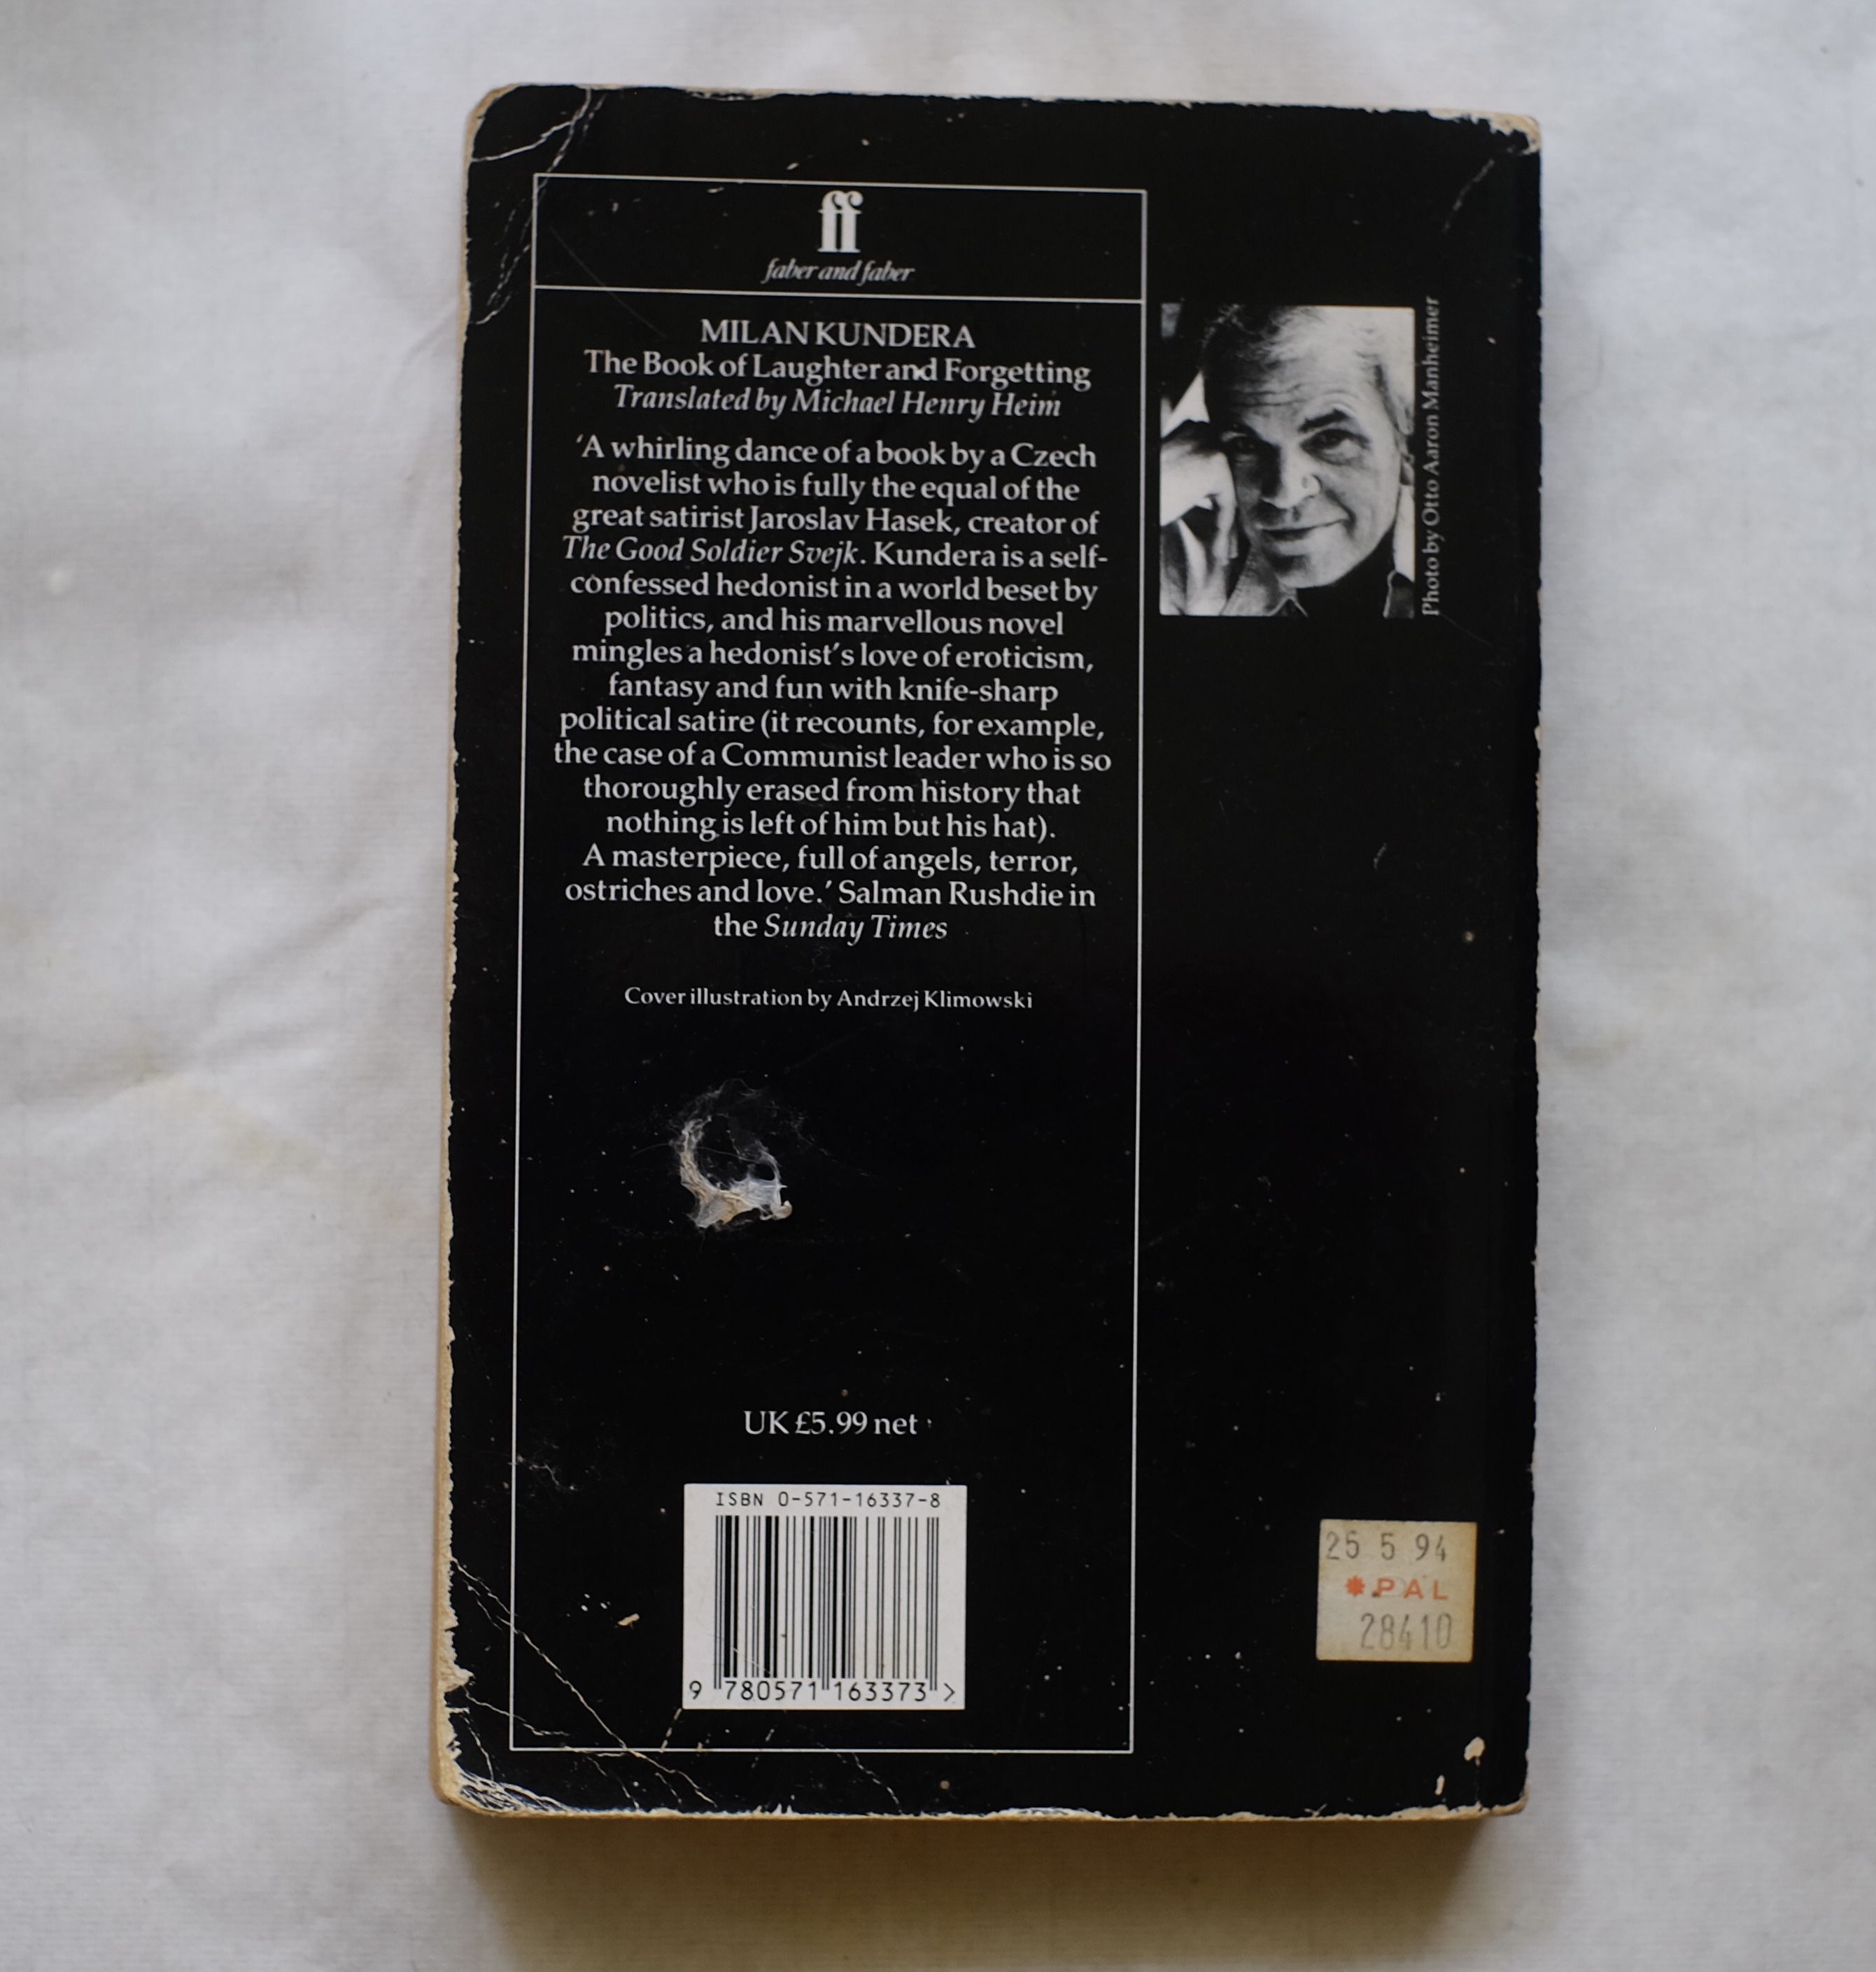 ff
faber and faber
MILAN KUNDERA
The Book of Laughter and Forgetting
Translated by Michael Henry Heim
‘A whirling dance of a book by a Czech
novelist who is fully the equal of the
great satirist Jaroslav Hasek, creator of
The Good Soldier Svejk. Kundera is a self-
confessed hedonist in a world beset by
politics, and his marvellous novel
mingles a hedonist's love of eroticism,
fantasy and fun with knife-sharp
political satire (it recounts, for example,
the case of a Communist leader who is so
thoroughly erased from history that
nothing is left of him but his hat).
A masterpiece, full of angels, terror,
ostriches and love.’ Salman Rushdie in
the Sunday Times
Cover illustration by Andrzej Klimowski
UK £5.99 net
ISBN 0-571-16337-8
9 780571 163373 >
Photo by Otto Aaron Manheimer
25 5 94
*PAL
28410